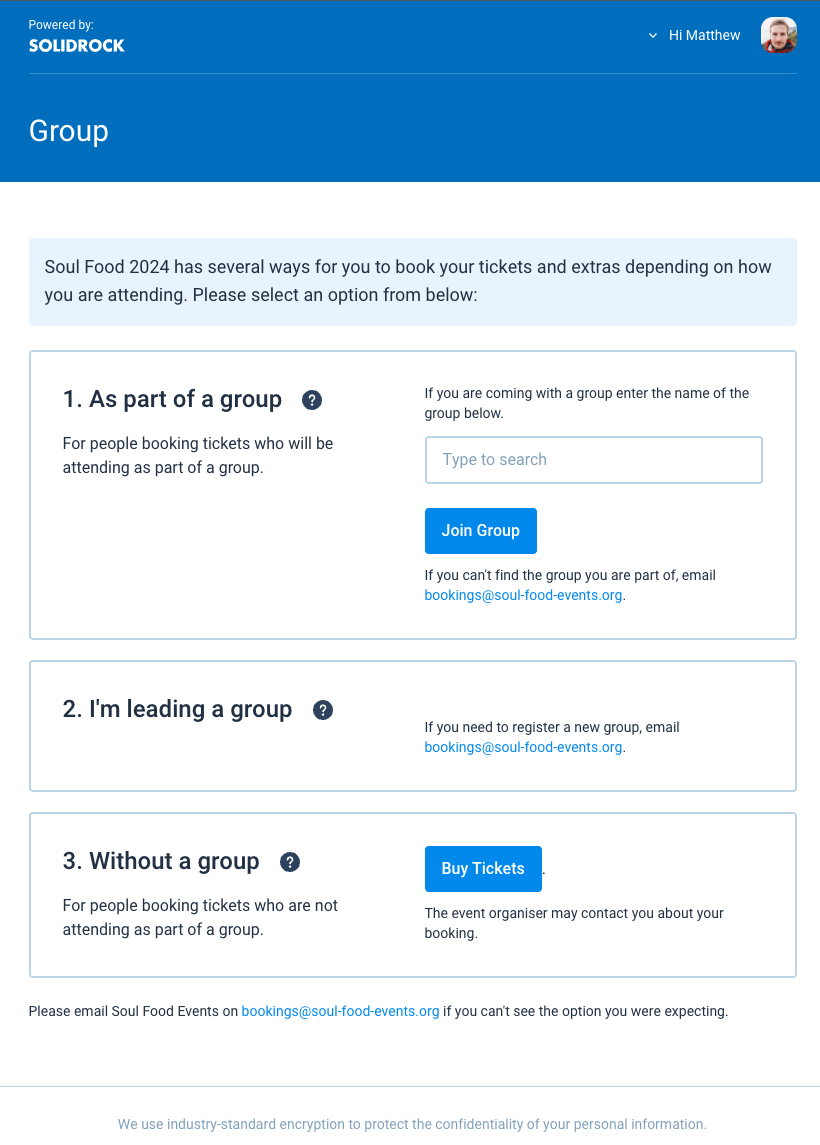 Powered by:
SOLIDROCK
Hi Matthew
Group
Soul Food 2024 has several ways for you to book your tickets and extras depending on how
you are attending. Please select an option from below:
1. As part of a group ?
For people booking tickets who will be
attending as part of a group.
If you are coming with a group enter the name of the
group below.
Type to search
Join Group
If you can't find the group you are part of, email
bookings@soul-food-events.org.
2. I'm leading a group ?
If you need to register a new group, email
bookings@soul-food-events.org.
3. Without a group ?
For people booking tickets who are not
attending as part of a group.
Buy Tickets.
The event organiser may contact you about your
booking.
Please email Soul Food Events on bookings@soul-food-events.org if you can't see the option you were expecting.
We use industry-standard encryption to protect the confidentiality of your personal information.